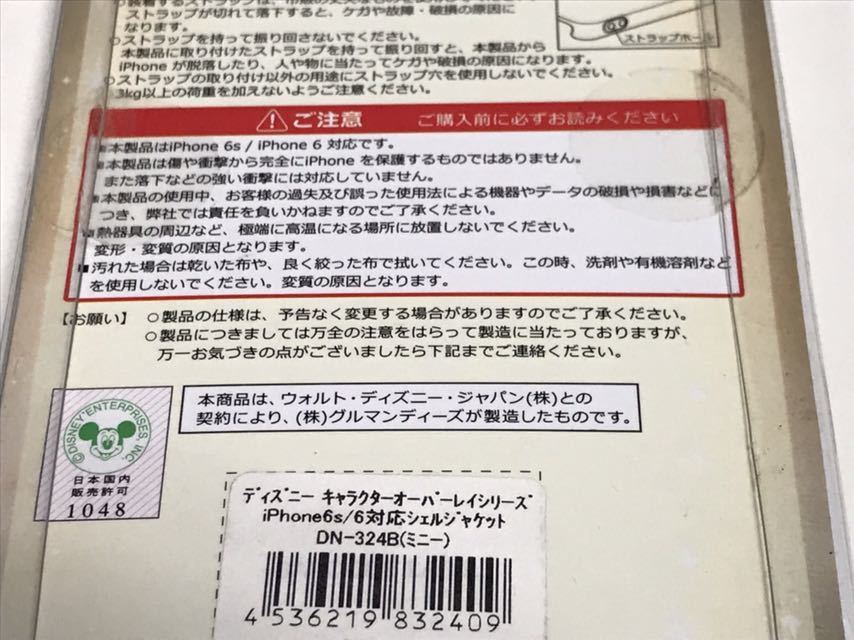 ストラップが切れて落下すると、ケガや故障・破損の原因に
なります。
○ストラップを持って振り回さないでください。
本製品に取り付けたストラップを持って振り回すと、本製品から
iPhone が脱落したり、人や物に当たってケガや破損の原因になります。
○ストラップの取り付け以外の用途にストラップ穴を使用しないでください。
3kg以上の荷重を加えないようご注意ください。
ストラップホール
ご注意 ご購入前に必ずお読みください
■本製品はiPhone 6s / iPhone 6 対応です。
■本製品は傷や衝撃から完全にiPhone を保護するものではありません。
また落下などの強い衝撃には対応していません。
■本製品の使用中、お客様の過失及び誤った使用法による機器やデータの破損や損害などに
つき、弊社では責任を負いかねますのでご了承ください。
■熱器具の周辺など、極端に高温になる場所に放置しないでください。
変形・変質の原因となります。
■汚れた場合は乾いた布や、良く絞った布で拭いてください。この時、洗剤や有機溶剤など
を使用しないでください。変質の原因となります。
【お願い】 ○製品の仕様は、予告なく変更する場合がありますのでご了承ください。
○製品につきましては万全の注意をはらって製造に当たっておりますが、
万一お気づきの点がございましたら下記までご連絡ください。
本商品は、ウォルト・ディズニー・ジャパン(株)との
契約により、(株)グルマンディーズが製造したものです。
©DISNEY ENTERPRISES, INC.
日本国内
販売許可
1048
ディズニー キャラクターオーバーレイシリーズ
iPhone6s/6対応シェルジャケット
DN-324B(ミニー)
4 536219 832409